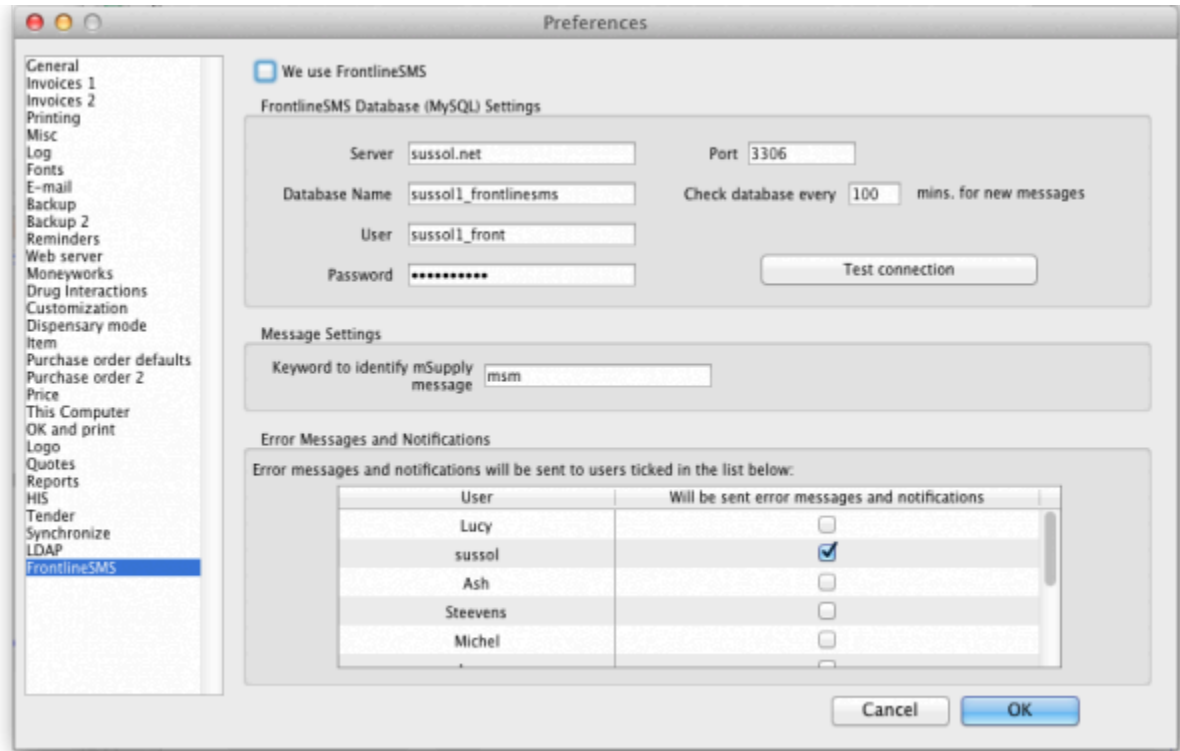 Preferences
General
Invoices 1
Invoices 2
Printing
Misc
Log
Fonts
E-mail
Backup
Backup 2
Reminders
Web server
Moneyworks
Drug Interactions
Customization
Dispensary mode
Item
Purchase order defaults
Purchase order 2
Price
This Computer
OK and print
Logo
Quotes
Reports
HIS
Tender
Synchronize
LDAP
FrontlineSMS
We use FrontlineSMS
FrontlineSMS Database (MySQL) Settings
Server sussol.net Port 3306
Database Name sussol1_frontlinesms Check database every 100 mins. for new messages
User sussol1_front
Password •••••••••• Test connection
Message Settings
Keyword to identify mSupply
message msm
Error Messages and Notifications
Error messages and notifications will be sent to users ticked in the list below:
User Will be sent error messages and notifications
Lucy
sussol
Ash
Steevens
Michel
Cancel OK